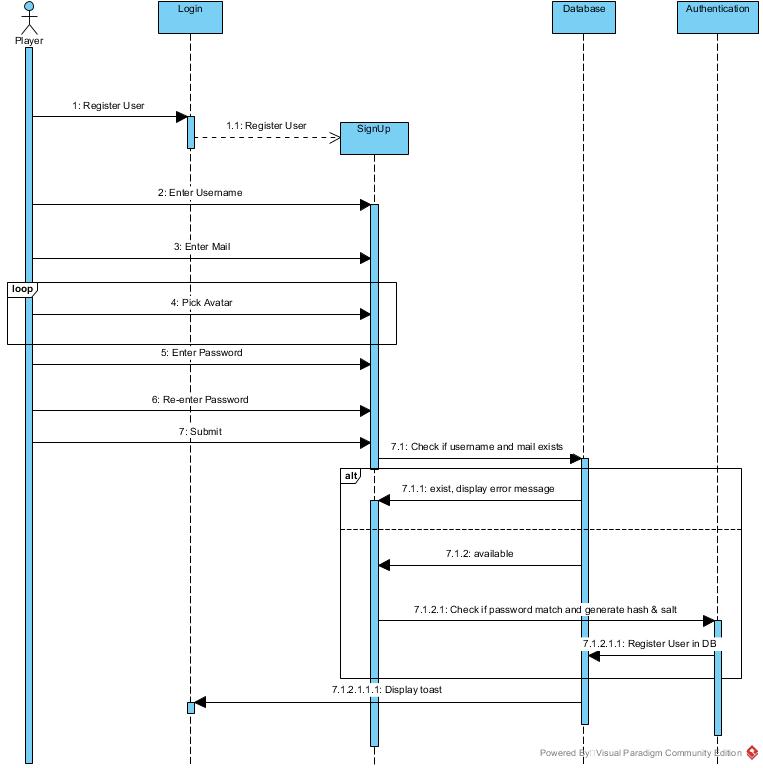 Player
Login
Database
Authentication
1: Register User
1.1: Register User
SignUp
2: Enter Username
3: Enter Mail
loop
4: Pick Avatar
5: Enter Password
6: Re-enter Password
7: Submit
7.1: Check if username and mail exists
alt
7.1.1: exist, display error message
7.1.2: available
7.1.2.1: Check if password match and generate hash & salt
7.1.2.1.1: Register User in DB
7.1.2.1.1.1: Display toast
Powered By Visual Paradigm Community Edition